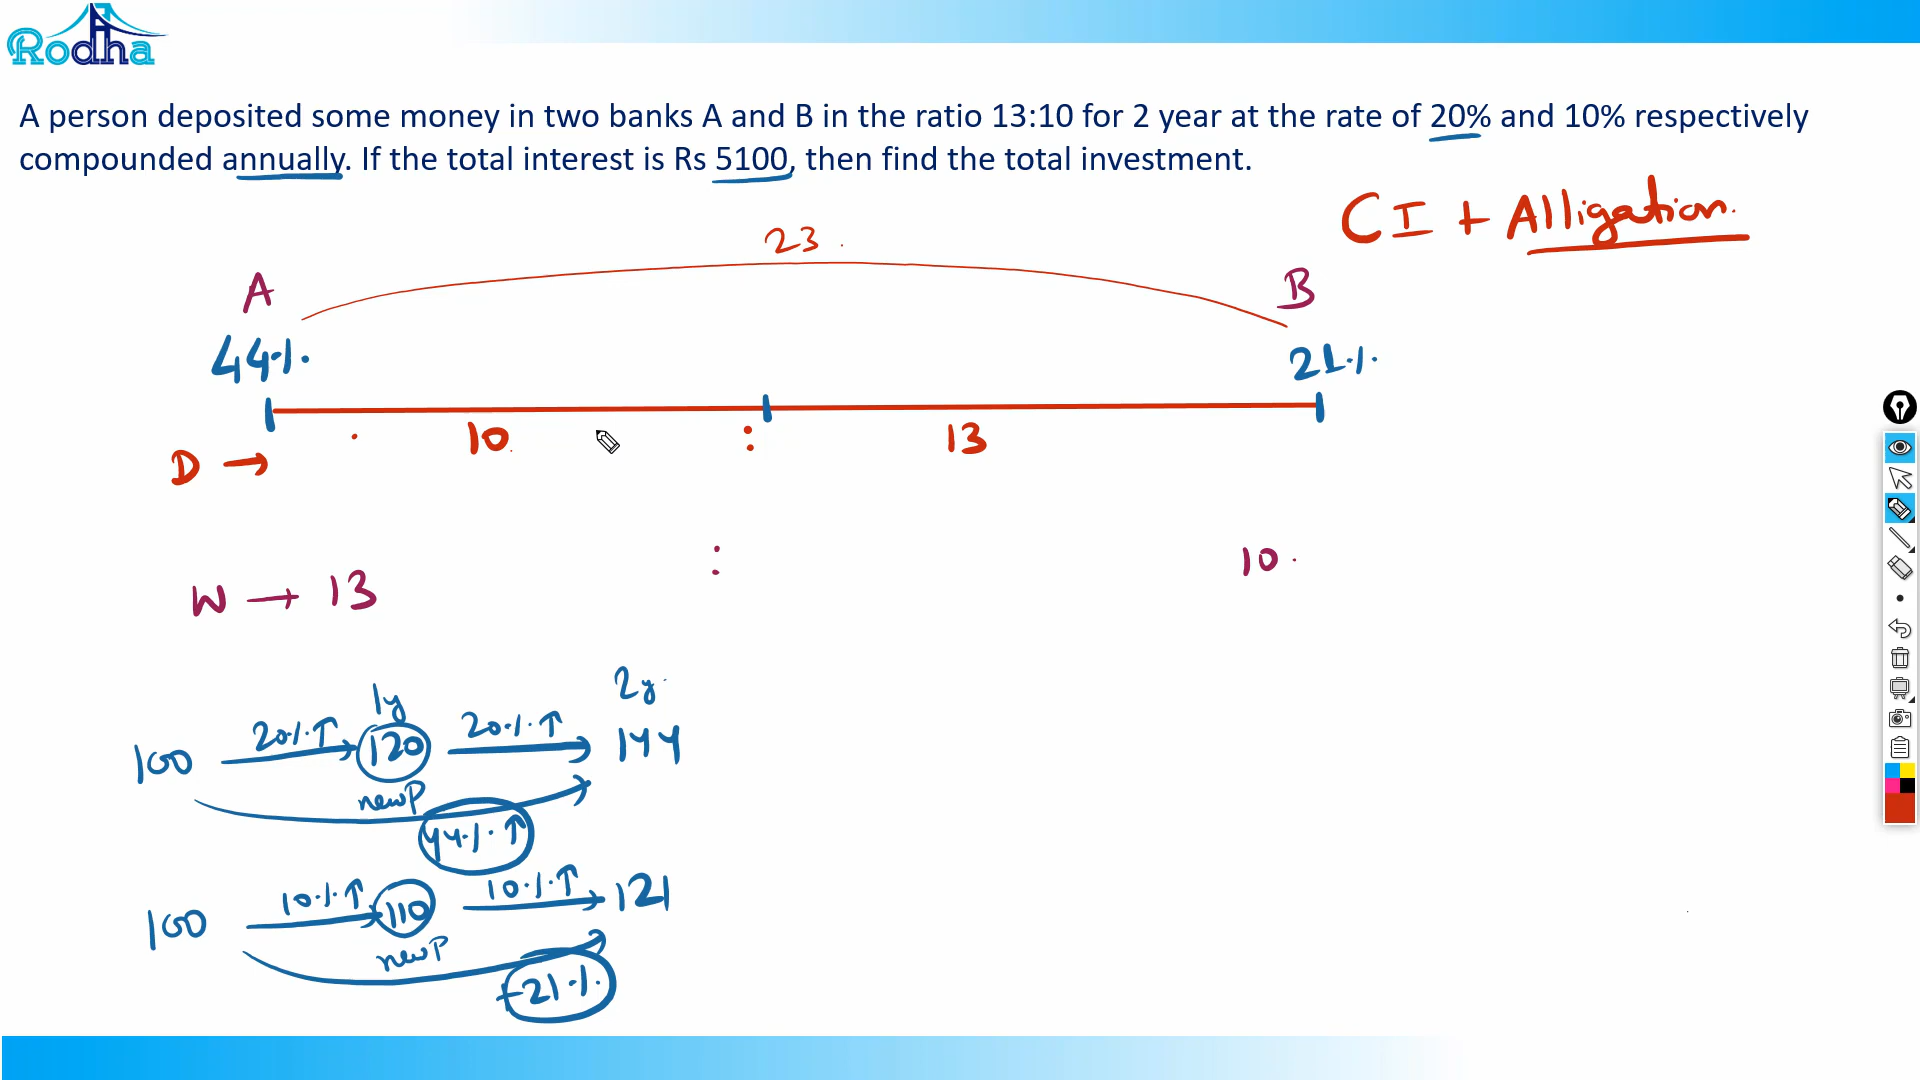 Rodha
A person deposited some money in two banks A and B in the ratio 13:10 for 2 year at the rate of 20% and 10% respectively
compounded annually. If the total interest is Rs 5100, then find the total investment.
CI + Alligation.
23
A
B
44%
21%
10 : 13
D →
W → 13 : 10
1y
2y
100 20%↑ 120 20%↑ 144
new P
44%↑
100 10%↑ 110 10%↑ 121
new P
+21%